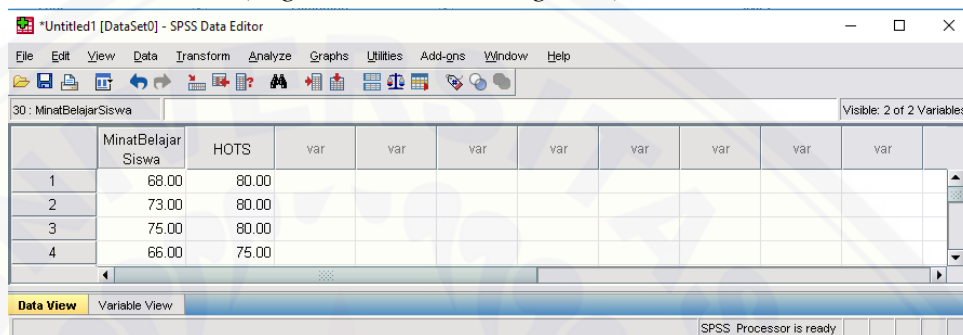 *Untitled1 [DataSet0] - SPSS Data Editor
File Edit View Data Transform Analyze Graphs Utilities Add-ons Window Help
30 : MinatBelajarSiswa Visible: 2 of 2 Variables
MinatBelajar HOTS var var var var var var var var
Siswa
1 68.00 80.00
2 73.00 80.00
3 75.00 80.00
4 66.00 75.00
Data View Variable View
SPSS Processor is ready